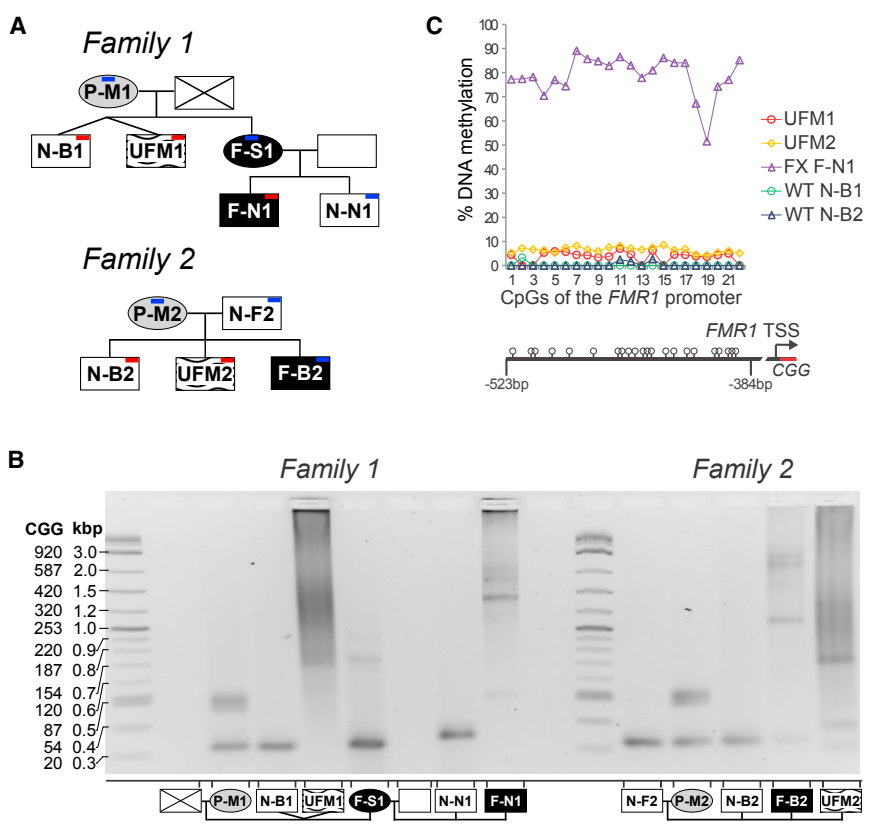 A
Family 1
P-M1
N-B1
UFM1
F-S1
F-N1
N-N1
Family 2
P-M2
N-F2
N-B2
UFM2
F-B2
C
% DNA methylation
100
90
80
70
60
50
40
30
20
10
0
1 3 5 7 9 11 13 15 17 19 21
CpGs of the FMR1 promoter
UFM1
UFM2
FX F-N1
WT N-B1
WT N-B2
FMR1 TSS
CGG
-523bp
-384bp
B
Family 1
Family 2
CGG kbp
920 3.0
587 2.0
420 1.5
320 1.2
253 1.0
220 0.9
187 0.8
154 0.7
120 0.6
87 0.5
54 0.4
20 0.3
P-M1 N-B1 UFM1 F-S1 N-N1 F-N1 N-F2 P-M2 N-B2 F-B2 UFM2